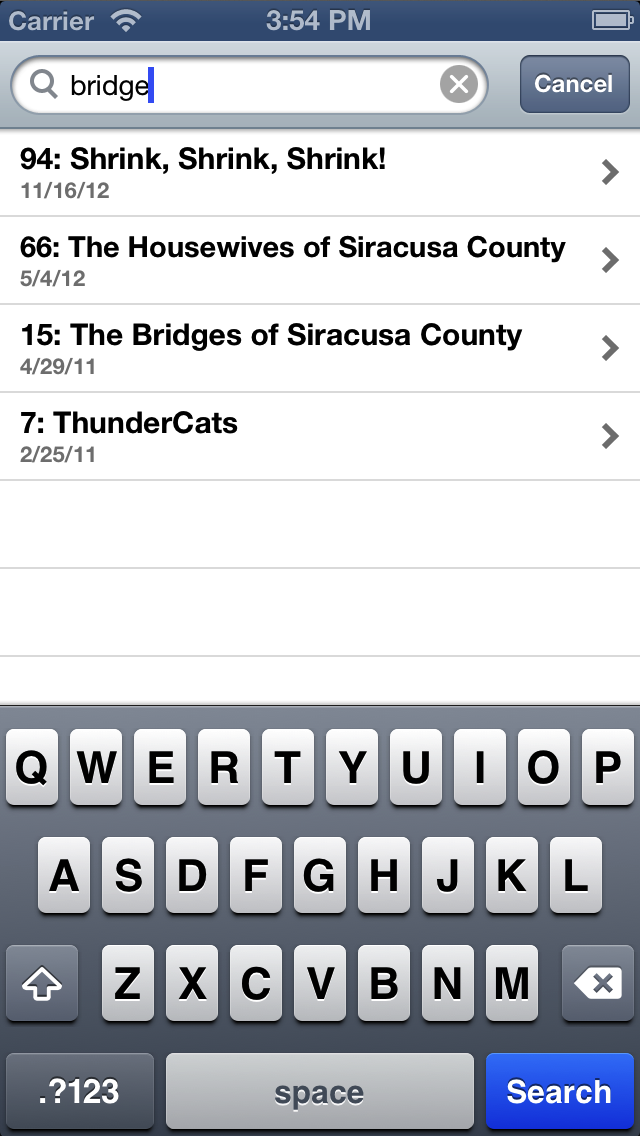 Carrier 3:54 PM
bridge Cancel
94: Shrink, Shrink, Shrink!
11/16/12
66: The Housewives of Siracusa County
5/4/12
15: The Bridges of Siracusa County
4/29/11
7: ThunderCats
2/25/11
Q W E R T Y U I O P
A S D F G H J K L
Z X C V B N M
.?123 space Search